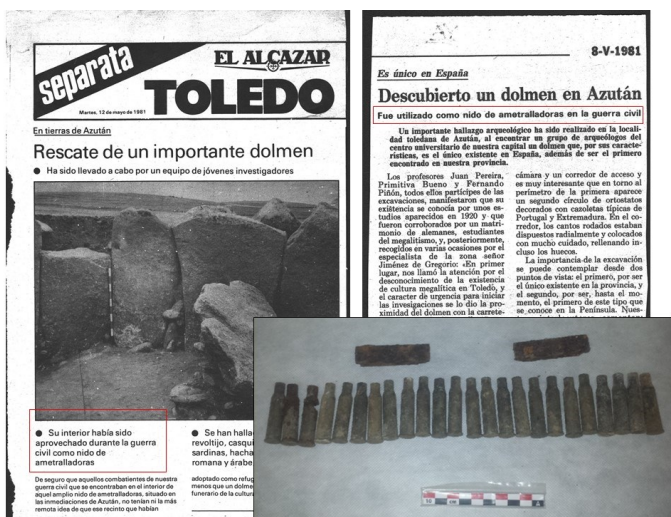 separata
EL ALCAZAR
TOLEDO
Martes, 12 de mayo de 1981
En tierras de Azután
Rescate de un importante dolmen
● Ha sido llevado a cabo por un equipo de jóvenes investigadores
● Su interior había sido
aprovechado durante la guerra
civil como nido de
ametralladoras
De seguro que aquellos combatientes de nuestra
guerra civil que se encontraban en el interior de
aquel amplio nido de ametralladoras, situado en
las inmediaciones de Azután, no tenían ni la más
remota idea de que ese recinto que habían
● Se han halla
revoltijo, casqui
sardinas, hacha
romana y árabe
adoptado como refug
menos que un dolme
funerario de la cultur
8-V-1981
Es único en España
Descubierto un dolmen en Azután
Fue utilizado como nido de ametralladoras en la guerra civil
Un importante hallazgo arqueológico ha sido realizado en la locali-
dad toledana de Azután, al encontrar un grupo de arqueólogos del
centro universitario de nuestra capital un dolmen que, por sus caracte-
rísticas, es el único existente en España, además de ser el primero
encontrado en nuestra provincia.
Los profesores Juan Pereira,
Primitiva Bueno y Fernando
Piñón, todos ellos partícipes de las
excavaciones, manifestaron que su
existencia se conocía por unos es-
tudios aparecidos en 1920 y que
fueron corroborados por un matri-
monio de alemanes, estudiantes
del megalitismo, y, posteriormente,
recogidos en varias ocasiones por el
especialista de la zona señor
Jiménez de Gregorio: «En primer
lugar, nos llamó la atención por el
desconocimiento de la existencia
de cultura megalítica en Toledo, y
el caracter de urgencia para iniciar
las invesigaciones se lo dio la pro-
ximidad del dolmen con la carrete-
cámara y un corredor de acceso y
es muy interesante que en torno al
perímetro de la primera aparece
un segundo círculo de ortostatos
decorados con cazoletas típicas de
Portugal y Extremadura. En el co-
rredor, los cantos rodados estaban
dispuestos radialmente y colocados
con mucho cuidado, rellenando in-
cluso los huecos.
La importancia de la excavación
se puede contemplar desde dos
puntos de vista: el primero, por ser
el único existente en la provincia, y
el segundo, por ser, hasta el mo-
mento, el primero de este tipo que
se conoce en la Península. Nues-